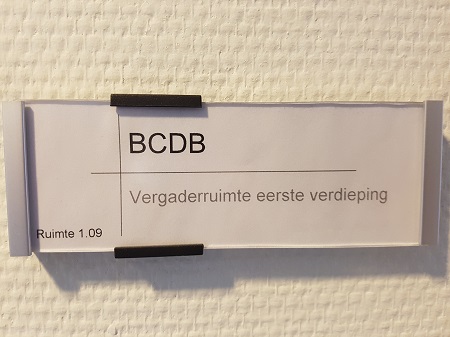 BCDB
Vergaderruimte eerste verdieping
Ruimte 1.09